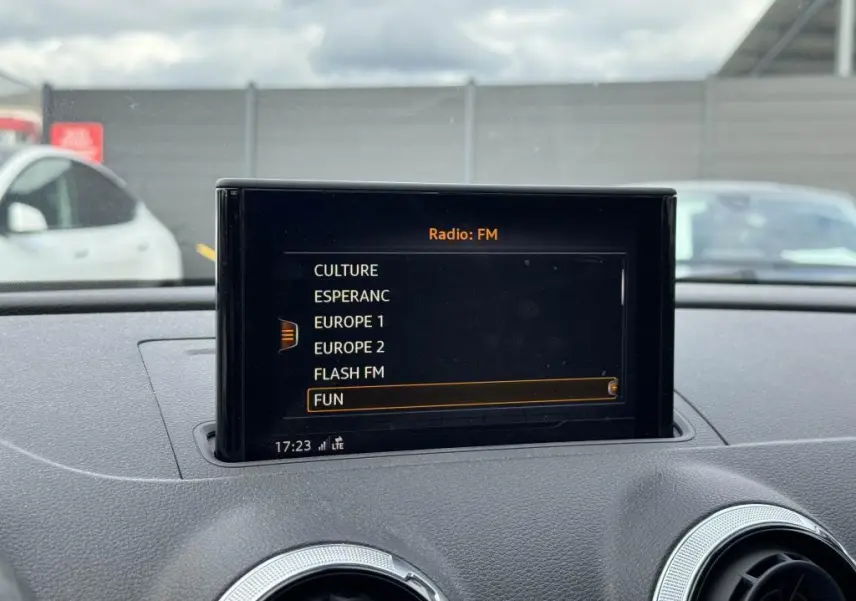 Radio: FM
CULTURE
ESPERANC
EUROPE 1
EUROPE 2
FLASH FM
FUN
17:23 LTE